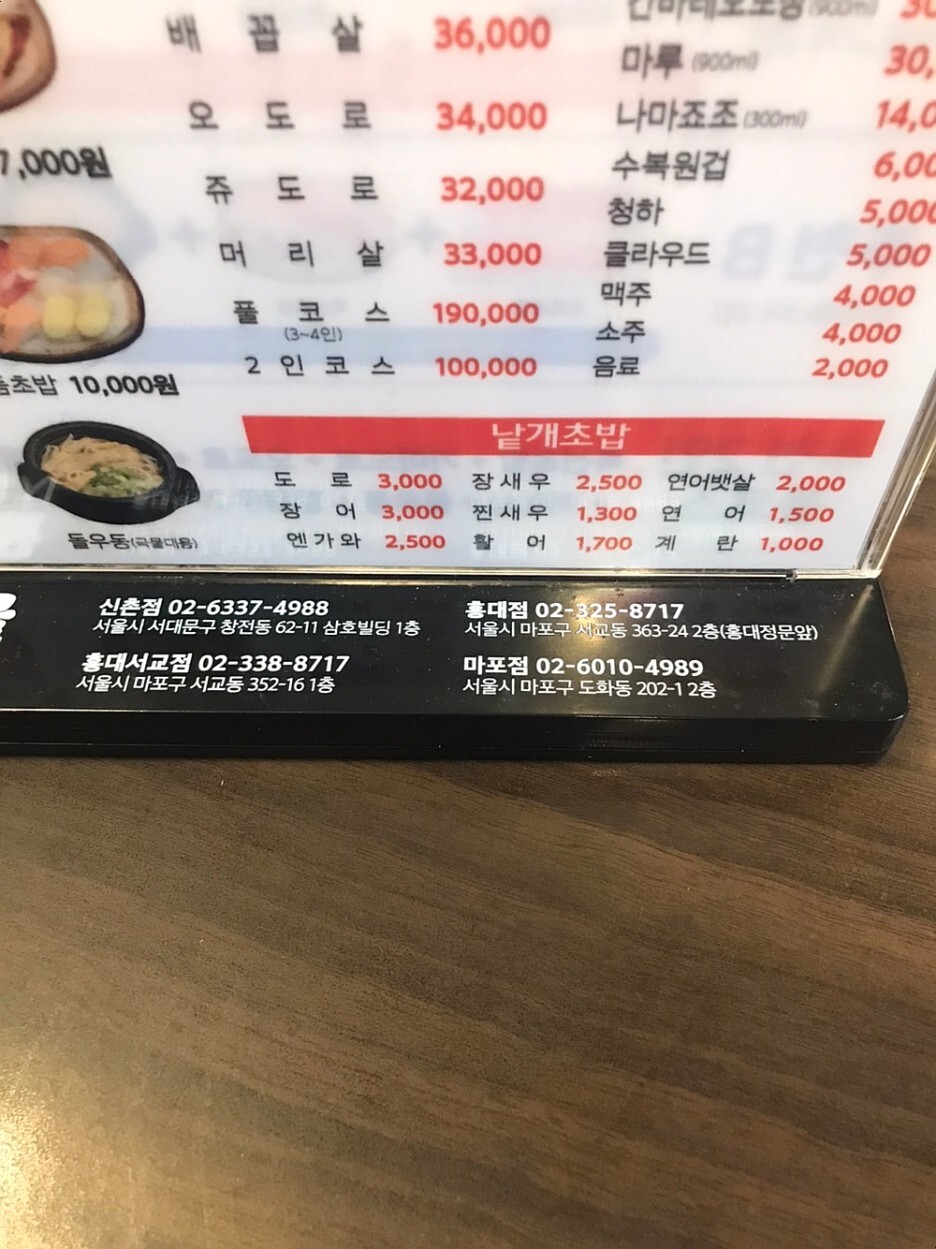 배꼽살 36,000
오도로 34,000
쥬도로 32,000
머리살 33,000
풀코스 190,000
(3~4인)
2인코스 100,000
(900ml)
마루 (900ml) 30,
나마죠조 (300ml) 14,0
수복원컵 6,00
청하 5,000
클라우드 5,000
맥주 4,000
소주 4,000
음료 2,000
,000원
초밥 10,000원
돌우동(국물대용)
낱개초밥
도로 3,000 장새우 2,500 연어뱃살 2,000
장어 3,000 찐새우 1,300 연어 1,500
엔가와 2,500 활어 1,700 계란 1,000
신촌점 02-6337-4988
서울시 서대문구 창전동 62-11 삼호빌딩 1층
홍대점 02-325-8717
서울시 마포구 서교동 363-24 2층(홍대정문앞)
홍대서교점 02-338-8717
서울시 마포구 서교동 352-16 1층
마포점 02-6010-4989
서울시 마포구 도화동 202-1 2층